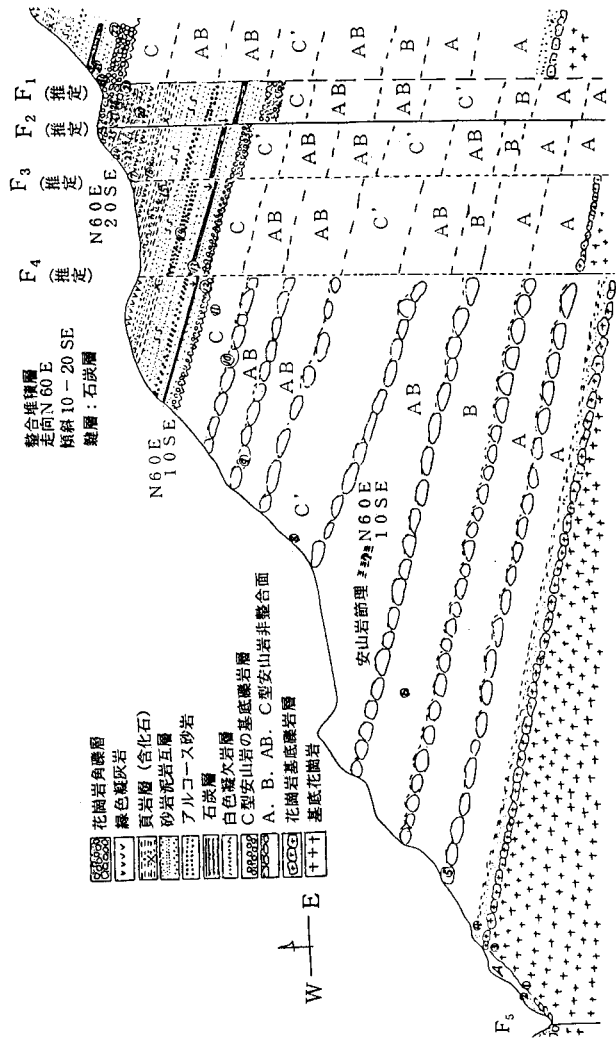 F₁
(推定)
F₂
(推定)
F₃
(推定)
F₄
(推定)
N60E
20SE
整合堆積層
走向N60E
傾斜10-20SE
鍵層：石炭層
N60E
10SE
C
AB
C'
AB
AB
B
A
A
C
AB
AB
C'
B
A
A
C'
AB
AB
C'
AB
B
A
A
C
AB
AB
C'
AB
B
A
A
C
AB
AB
C'
AB
B
A
A
安山岩節理
N60E
10SE
花崗岩角礫層
緑色凝灰岩
頁岩層(含化石)
砂岩泥岩互層
アルコース砂岩
石炭層
白色凝灰岩層
C型安山岩の基底礫岩層
A．B．AB．C型安山岩非整合面
花崗岩基底礫岩層
基底花崗岩
W
E
A
F₅